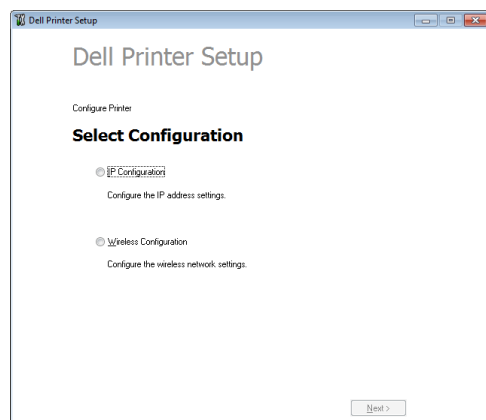 Dell Printer Setup
Dell Printer Setup
Configure Printer
Select Configuration
IP Configuration
Configure the IP address settings.
Wireless Configuration
Configure the wireless network settings.
Next >